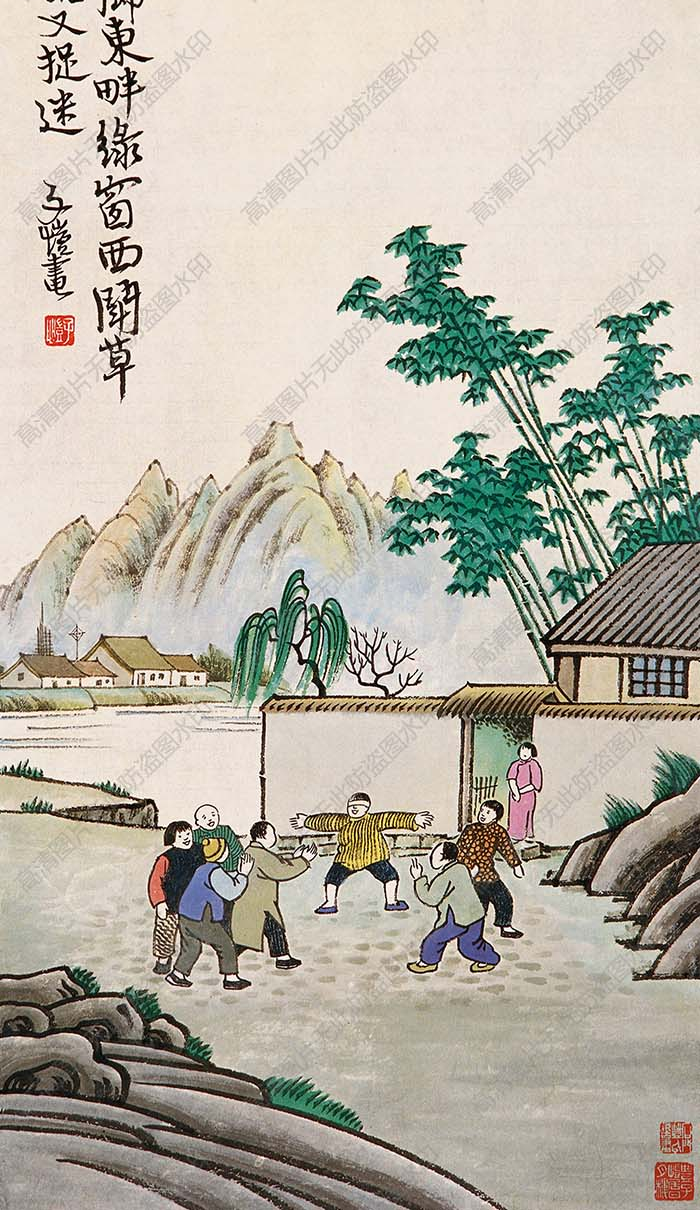 東畔綠窗西鬪草
又捉迷
子愷畫
高清图片无此防盗图水印